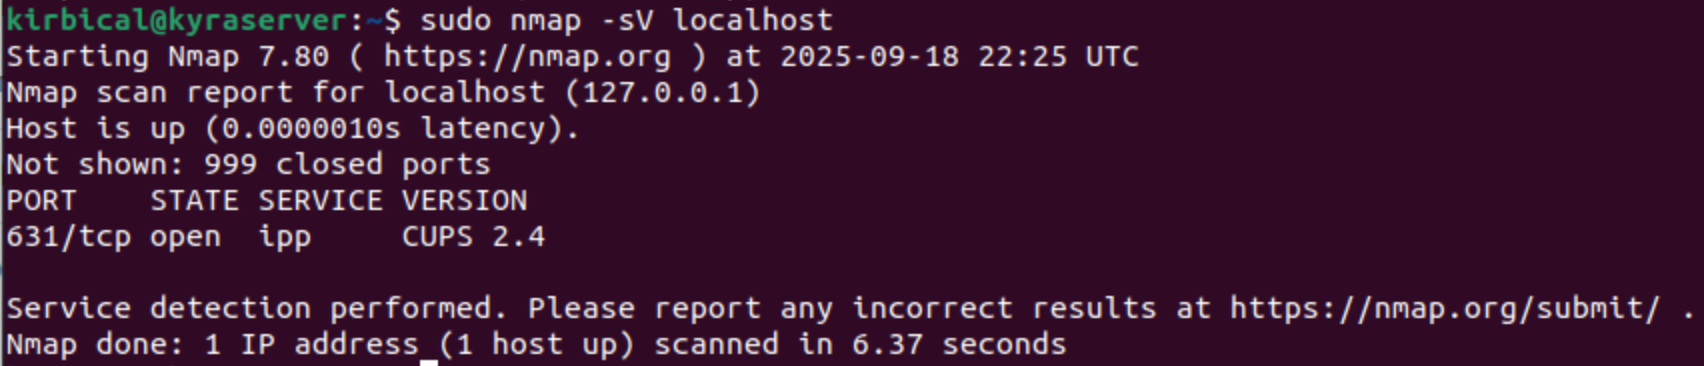 kirbical@kyraserver:~$ sudo nmap -sV localhost
Starting Nmap 7.80 ( https://nmap.org ) at 2025-09-18 22:25 UTC
Nmap scan report for localhost (127.0.0.1)
Host is up (0.0000010s latency).
Not shown: 999 closed ports
PORT    STATE SERVICE VERSION
631/tcp open  ipp     CUPS 2.4
Service detection performed. Please report any incorrect results at https://nmap.org/submit/ .
Nmap done: 1 IP address (1 host up) scanned in 6.37 seconds